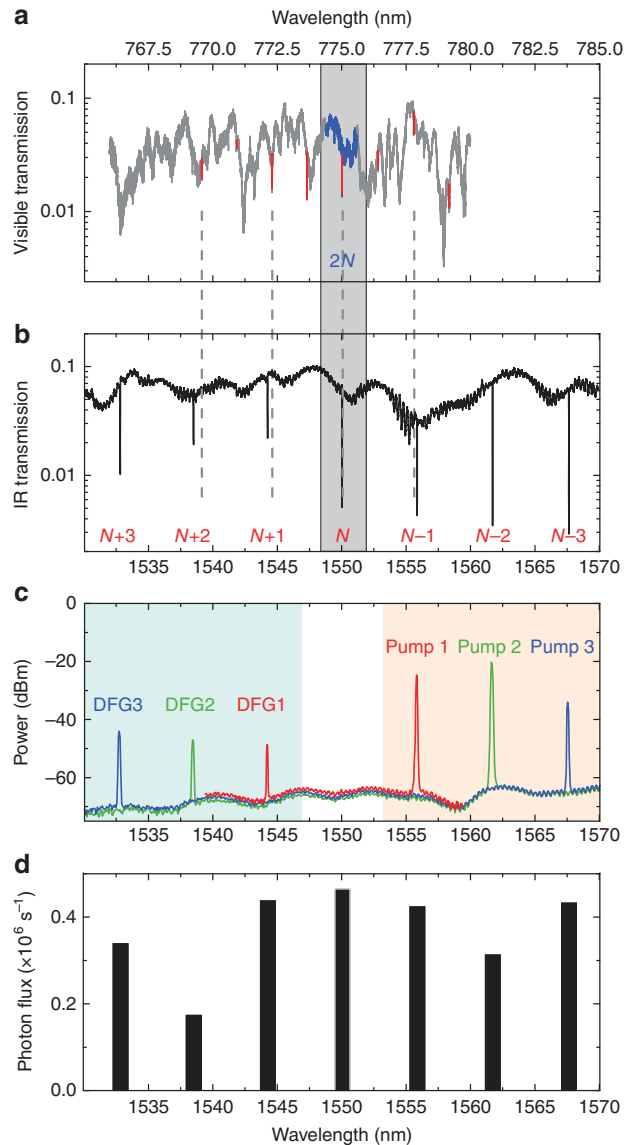 a
Wavelength (nm)
767.5 770.0 772.5 775.0 777.5 780.0 782.5 785.0
0.1
0.01
Visible transmission
2N
b
0.1
0.01
IR transmission
N+3 N+2 N+1 N N−1 N−2 N−3
1535 1540 1545 1550 1555 1560 1565 1570
c
0
−20
−40
−60
Power (dBm)
Pump 1 Pump 2 Pump 3
DFG3 DFG2 DFG1
1535 1540 1545 1550 1555 1560 1565 1570
d
0.4
0.2
0.0
Photon flux (×10⁶ s⁻¹)
1535 1540 1545 1550 1555 1560 1565 1570
Wavelength (nm)